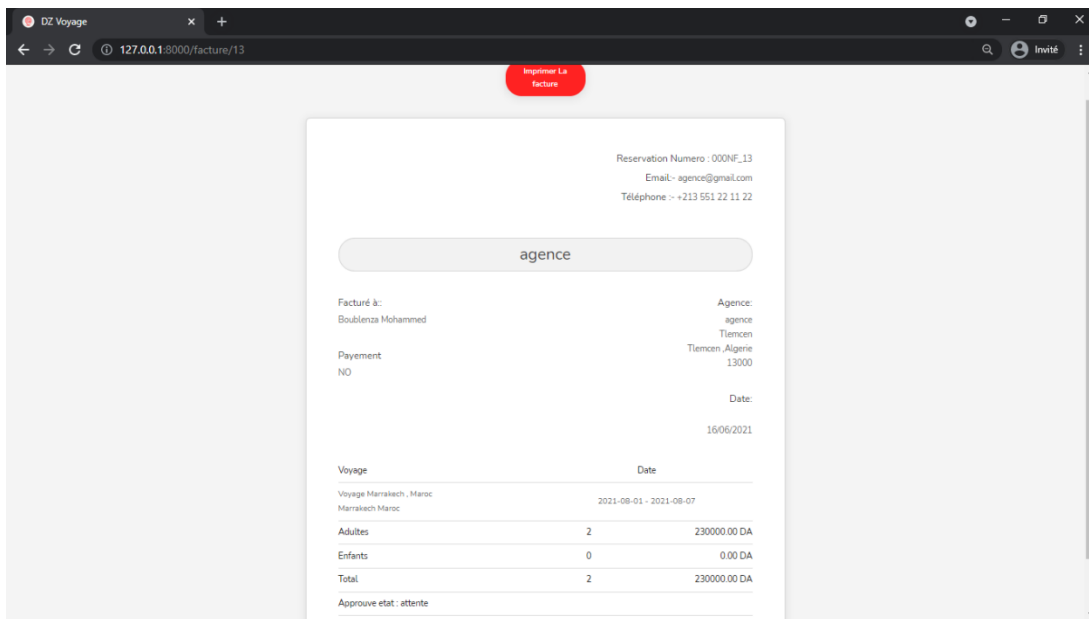 DZ Voyage
127.0.0.1:8000/facture/13
Invité
Imprimer La
facture
Reservation Numero : 000NF_13
Email:- agence@gmail.com
Téléphone :- +213 551 22 11 22
agence
Facturé à::
Boublenza Mohammed
Payement
NO
Agence:
agence
Tlemcen
Tlemcen ,Algerie
13000
Date:
16/06/2021
Voyage Date
Voyage Marrakech , Maroc
Marrakech Maroc
2021-08-01 - 2021-08-07
Adultes 2 230000.00 DA
Enfants 0 0.00 DA
Total 2 230000.00 DA
Approuve etat : attente